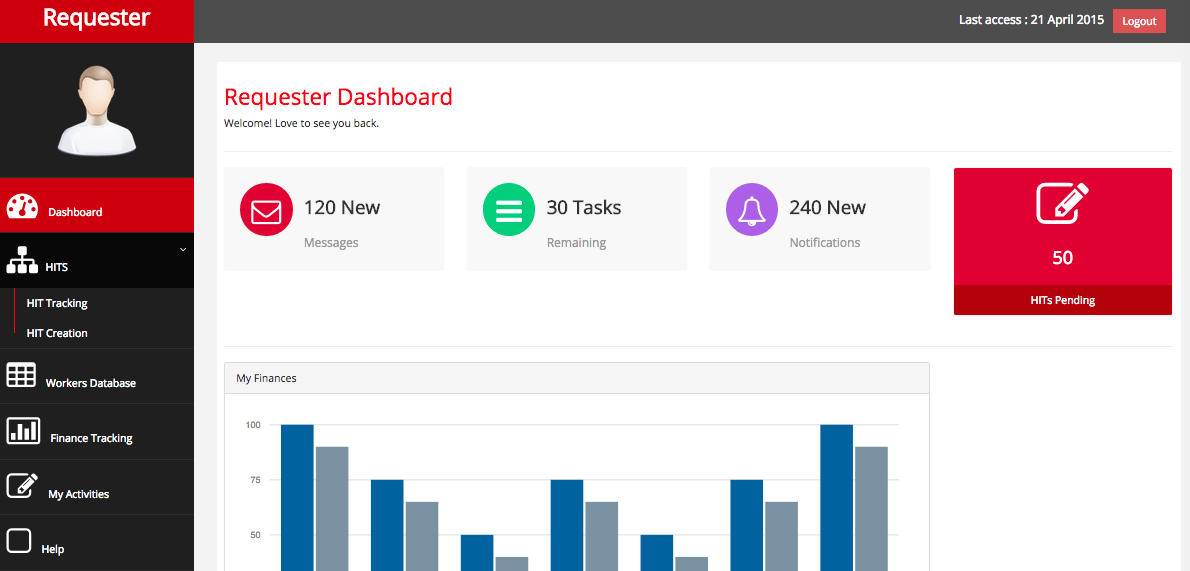 Requester
Last access : 21 April 2015
Logout
Dashboard
HITS
HIT Tracking
HIT Creation
Workers Database
Finance Tracking
My Activities
Help
Requester Dashboard
Welcome! Love to see you back.
120 New
Messages
30 Tasks
Remaining
240 New
Notifications
50
HITs Pending
My Finances
100
75
50